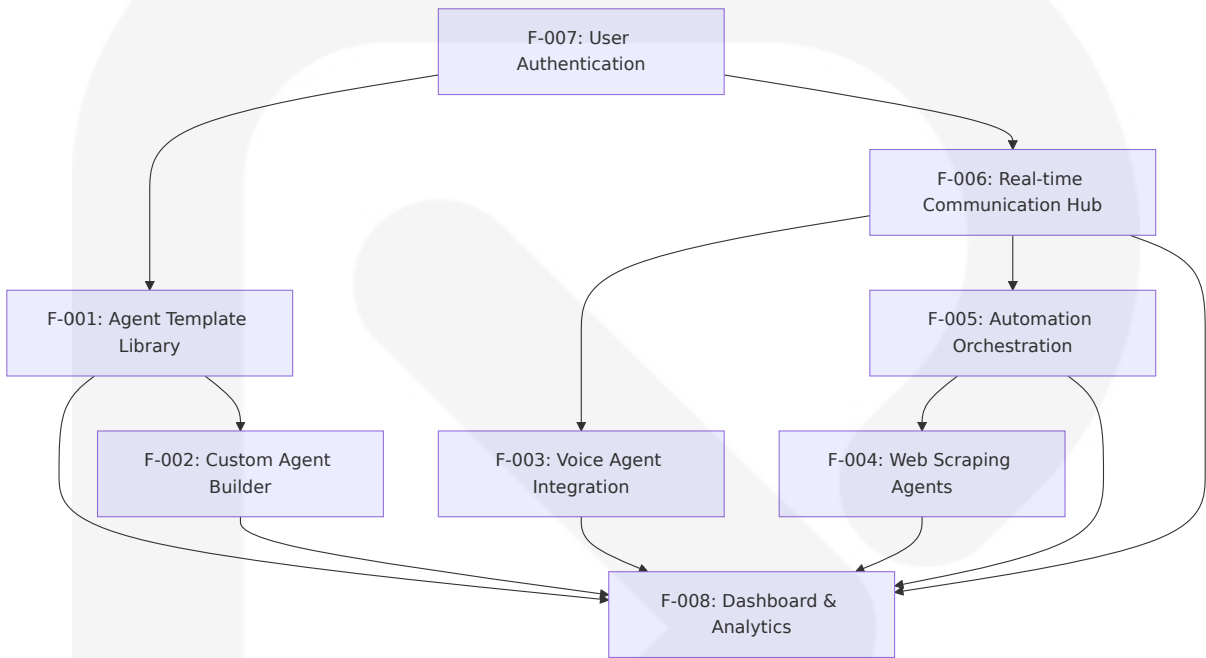 F-007: User
Authentication
F-006: Real-time
Communication Hub
F-001: Agent Template
Library
F-005: Automation
Orchestration
F-002: Custom Agent
Builder
F-003: Voice Agent
Integration
F-004: Web Scraping
Agents
F-008: Dashboard &
Analytics